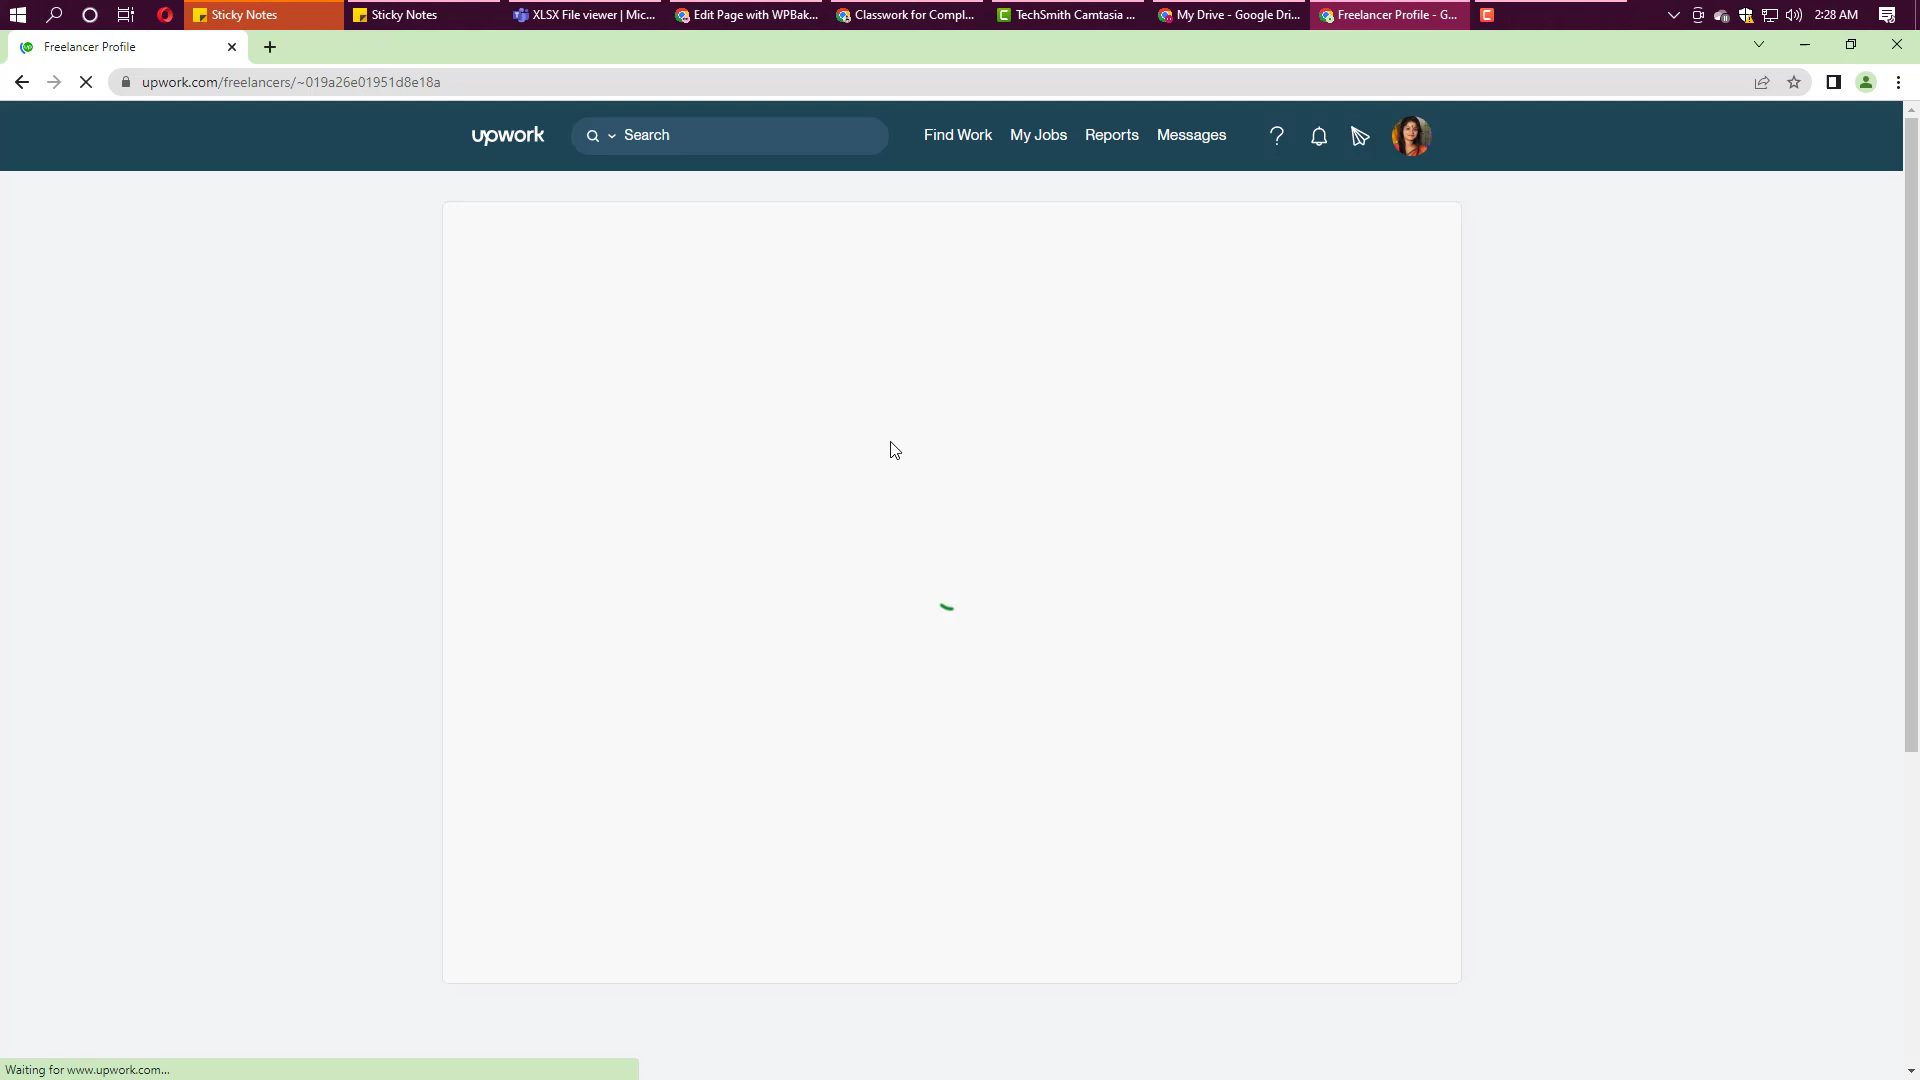 Sticky Notes
Sticky Notes
XLSX File viewer | Mic...
Edit Page with WPBak...
Classwork for Compl...
TechSmith Camtasia ...
My Drive - Google Dri...
Freelancer Profile - G...
2:28 AM
Freelancer Profile
upwork.com/freelancers/~019a26e01951d8e18a
upwork
Search
Find Work
My Jobs
Reports
Messages
Waiting for www.upwork.com...